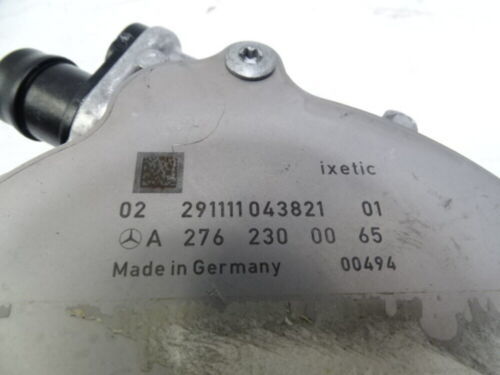 ixetic
02 291111043821 01
A 276 230 00 65
Made in Germany 00494